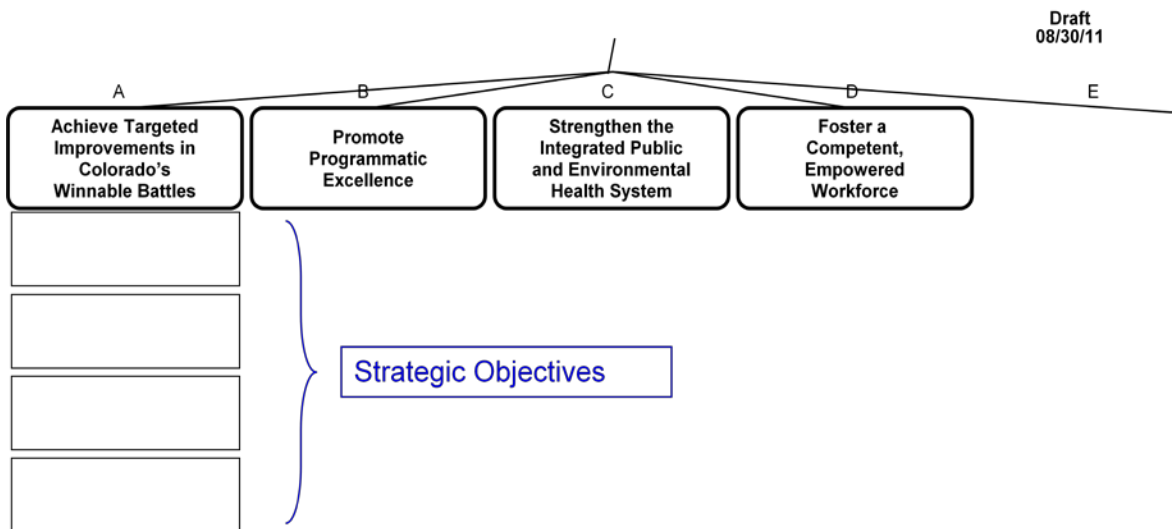 Draft
08/30/11
A
B
C
D
E
Achieve Targeted
Improvements in
Colorado's
Winnable Battles
Promote
Programmatic
Excellence
Strengthen the
Integrated Public
and Environmental
Health System
Foster a
Competent,
Empowered
Workforce
Strategic Objectives